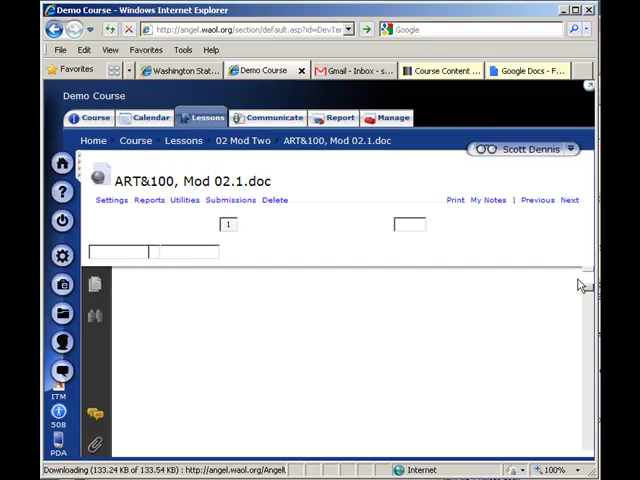 Demo Course - Windows Internet Explorer
http://angel.waol.org/section/default.asp?id=DevTer
Google
File Edit View Favorites Tools Help
Favorites Washington Stat... Demo Course Gmail - Inbox - s... Course Content ... Google Docs - F...
Demo Course
Course Calendar Lessons Communicate Report Manage
Home Course Lessons 02 Mod Two ART&100, Mod 02.1.doc
Scott Dennis
ART&100, Mod 02.1.doc
Settings Reports Utilities Submissions Delete Print My Notes | Previous Next
1
ITM
508
PDA
Downloading (133.24 KB of 133.54 KB) : http://angel.waol.org/Angell
Internet
100%